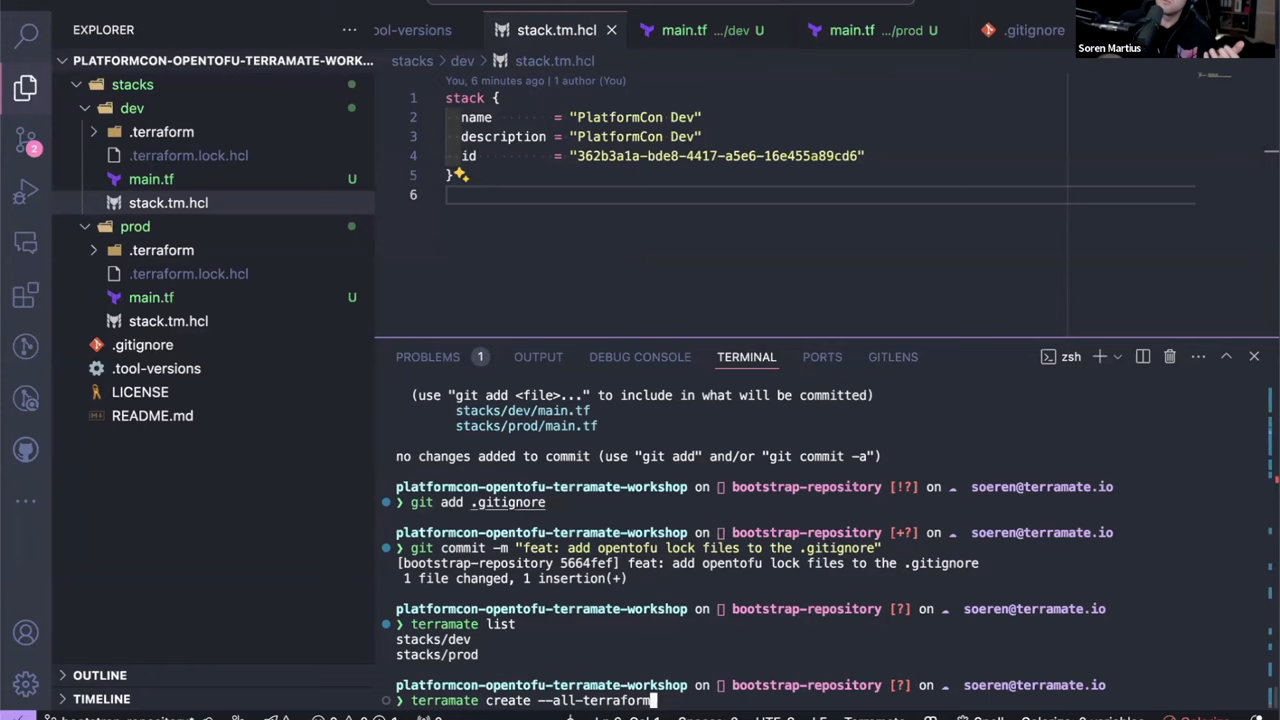 EXPLORER
PLATFORMCON-OPENTOFU-TERRAMATE-WORK...
stacks
dev
.terraform
.terraform.lock.hcl
main.tf U
stack.tm.hcl
prod
.terraform
.terraform.lock.hcl
main.tf U
stack.tm.hcl
.gitignore
.tool-versions
LICENSE
README.md
OUTLINE
TIMELINE
2
ool-versions stack.tm.hcl main.tf .../dev U main.tf .../prod U .gitignore
Soren Martius
stacks > dev > stack.tm.hcl
You, 6 minutes ago | 1 author (You)
1 stack {
2 name = "PlatformCon Dev"
3 description = "PlatformCon Dev"
4 id = "362b3a1a-bde8-4417-a5e6-16e455a89cd6"
5 }
6
PROBLEMS 1 OUTPUT DEBUG CONSOLE TERMINAL PORTS GITLENS zsh
(use "git add <file>..." to include in what will be committed)
stacks/dev/main.tf
stacks/prod/main.tf
no changes added to commit (use "git add" and/or "git commit -a")
platformcon-opentofu-terramate-workshop on bootstrap-repository [!?] on soeren@terramate.io
❯ git add .gitignore
platformcon-opentofu-terramate-workshop on bootstrap-repository [+?] on soeren@terramate.io
❯ git commit -m "feat: add opentofu lock files to the .gitignore"
[bootstrap-repository 5664fef] feat: add opentofu lock files to the .gitignore
1 file changed, 1 insertion(+)
platformcon-opentofu-terramate-workshop on bootstrap-repository [?] on soeren@terramate.io
❯ terramate list
stacks/dev
stacks/prod
platformcon-opentofu-terramate-workshop on bootstrap-repository [?] on soeren@terramate.io
❯ terramate create --all-terraform